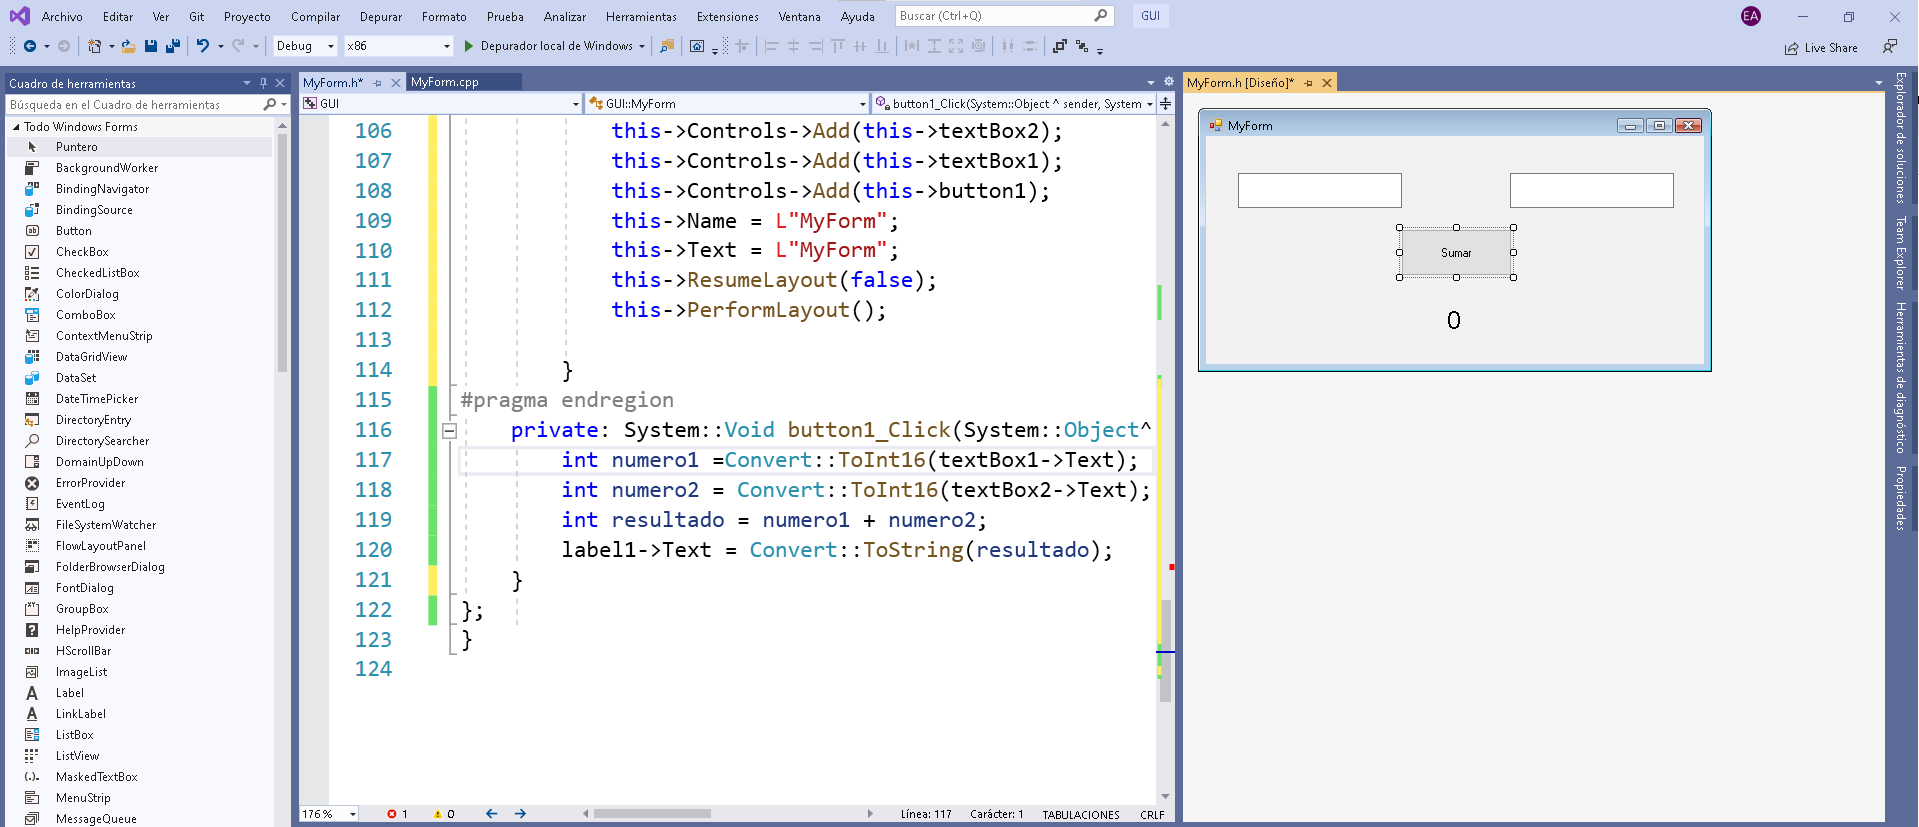 Archivo Editar Ver Git Proyecto Compilar Depurar Formato Prueba Analizar Herramientas Extensiones Ventana Ayuda Buscar (Ctrl+Q) GUI EA
Debug x86 Depurador local de Windows Live Share
Cuadro de herramientas
Búsqueda en el Cuadro de herramientas
Todo Windows Forms
Puntero
BackgroundWorker
BindingNavigator
BindingSource
Button
CheckBox
CheckedListBox
ColorDialog
ComboBox
ContextMenuStrip
DataGridView
DataSet
DateTimePicker
DirectoryEntry
DirectorySearcher
DomainUpDown
ErrorProvider
EventLog
FileSystemWatcher
FlowLayoutPanel
FolderBrowserDialog
FontDialog
GroupBox
HelpProvider
HScrollBar
ImageList
Label
LinkLabel
ListBox
ListView
MaskedTextBox
MenuStrip
MessageQueue
MyForm.h* MyForm.cpp
GUI GUI::MyForm button1_Click(System::Object ^ sender, System
106 this->Controls->Add(this->textBox2);
107 this->Controls->Add(this->textBox1);
108 this->Controls->Add(this->button1);
109 this->Name = L"MyForm";
110 this->Text = L"MyForm";
111 this->ResumeLayout(false);
112 this->PerformLayout();
113
114 }
115 #pragma endregion
116 private: System::Void button1_Click(System::Object^
117 int numero1 =Convert::ToInt16(textBox1->Text);
118 int numero2 = Convert::ToInt16(textBox2->Text);
119 int resultado = numero1 + numero2;
120 label1->Text = Convert::ToString(resultado);
121 }
122 };
123 }
124
176 % 1 0 Línea: 117 Carácter: 1 TABULACIONES CRLF
MyForm.h [Diseño]*
MyForm
Sumar
0
Explorador de soluciones
Team Explorer
Herramientas de diagnóstico
Propiedades